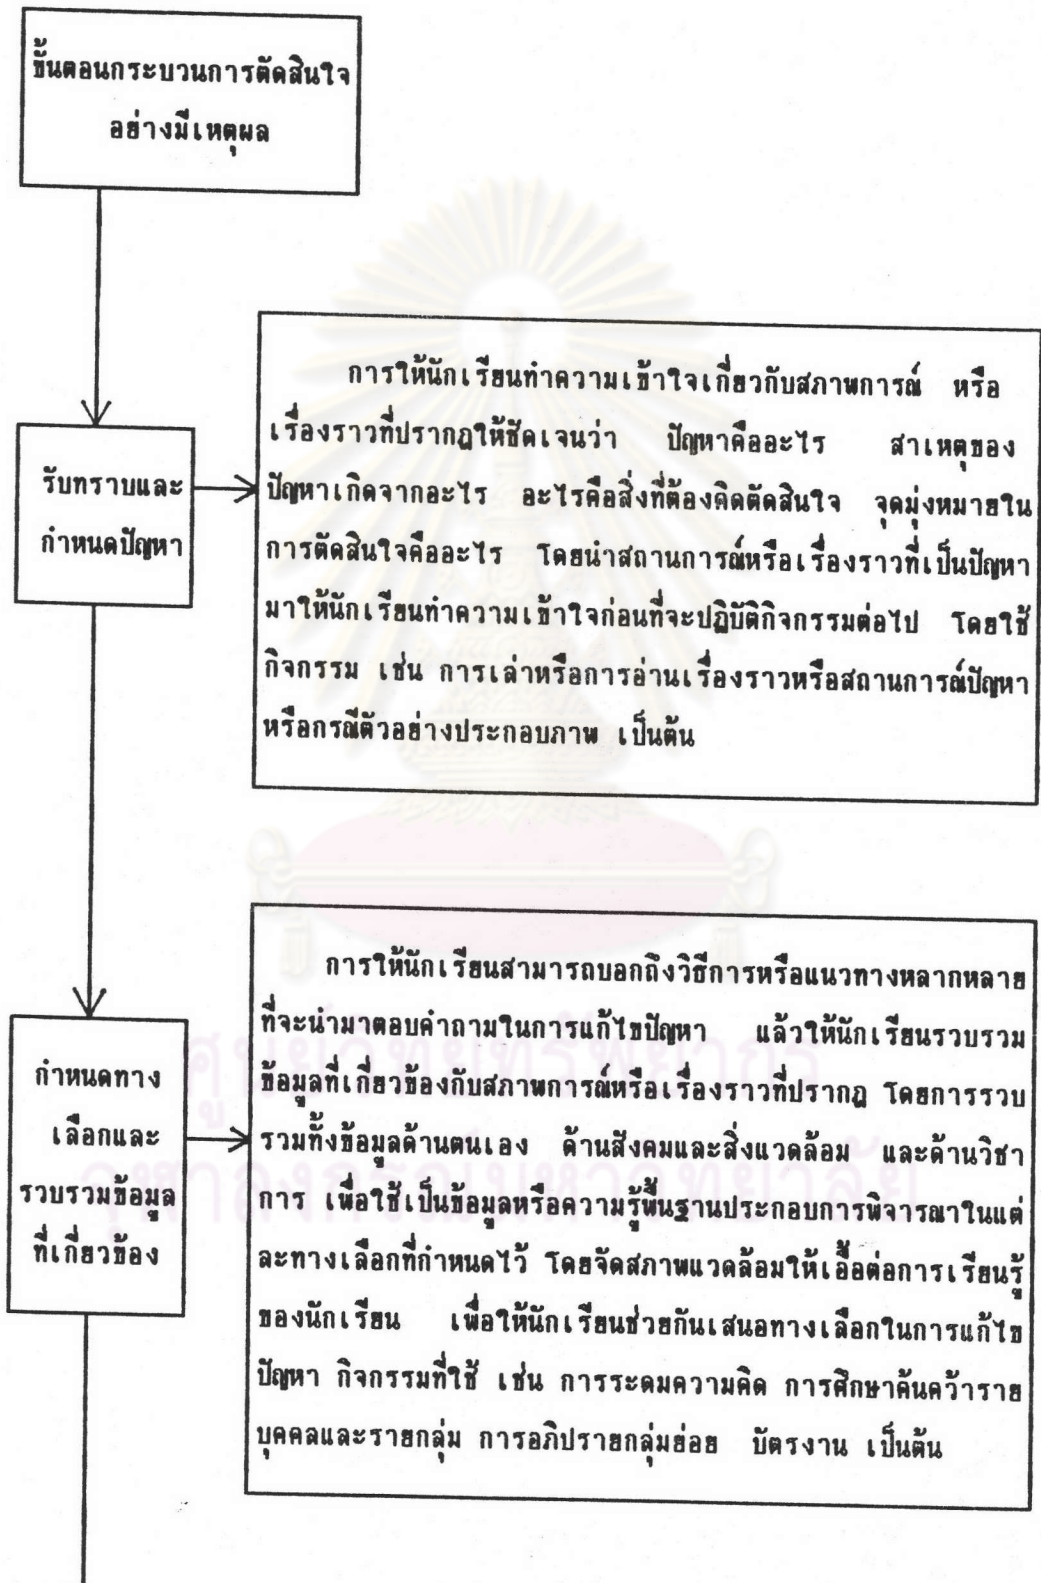 ขั้นตอนกระบวนการตัดสินใจ
อย่างมีเหตุผล
รับทราบและ
กำหนดปัญหา
การให้นักเรียนทำความเข้าใจเกี่ยวกับสภาพการณ์ หรือ
เรื่องราวที่ปรากฏให้ชัดเจนว่า ปัญหาคืออะไร สาเหตุของ
ปัญหาเกิดจากอะไร อะไรคือสิ่งที่ต้องคิดตัดสินใจ จุดมุ่งหมายใน
การตัดสินใจคืออะไร โดยนำสถานการณ์หรือเรื่องราวที่เป็นปัญหา
มาให้นักเรียนทำความเข้าใจก่อนที่จะปฏิบัติกิจกรรมต่อไป โดยใช้
กิจกรรม เช่น การเล่าหรือการอ่านเรื่องราวหรือสถานการณ์ปัญหา
หรือกรณีตัวอย่างประกอบภาพ เป็นต้น
กำหนดทาง
เลือกและ
รวบรวมข้อมูล
ที่เกี่ยวข้อง
การให้นักเรียนสามารถบอกถึงวิธีการหรือแนวทางหลากหลาย
ที่จะนำมาตอบคำถามในการแก้ไขปัญหา แล้วให้นักเรียนรวบรวม
ข้อมูลที่เกี่ยวข้องกับสภาพการณ์หรือเรื่องราวที่ปรากฏ โดยการรวบ
รวมทั้งข้อมูลด้านตนเอง ด้านสังคมและสิ่งแวดล้อม และด้านวิชา
การ เพื่อใช้เป็นข้อมูลหรือความรู้พื้นฐานประกอบการพิจารณาในแต่
ละทางเลือกที่กำหนดไว้ โดยจัดสภาพแวดล้อมให้เอื้อต่อการเรียนรู้
ของนักเรียน เพื่อให้นักเรียนช่วยกันเสนอทางเลือกในการแก้ไข
ปัญหา กิจกรรมที่ใช้ เช่น การระดมความคิด การศึกษาค้นคว้าราย
บุคคลและรายกลุ่ม การอภิปรายกลุ่มย่อย บัตรงาน เป็นต้น
ศูนย์วิทยทรัพยากร
จุฬาลงกรณ์มหาวิทยาลัย